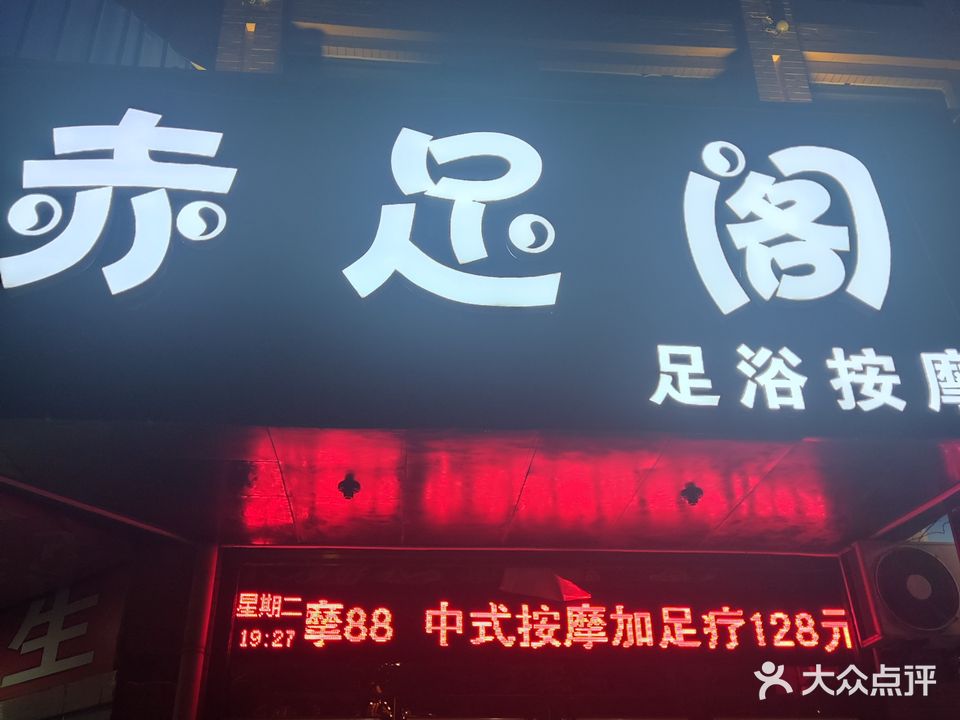 赤足阁
足浴按摩
星期二
19:27
摩88 中式按摩加足疗128元
生
大众点评